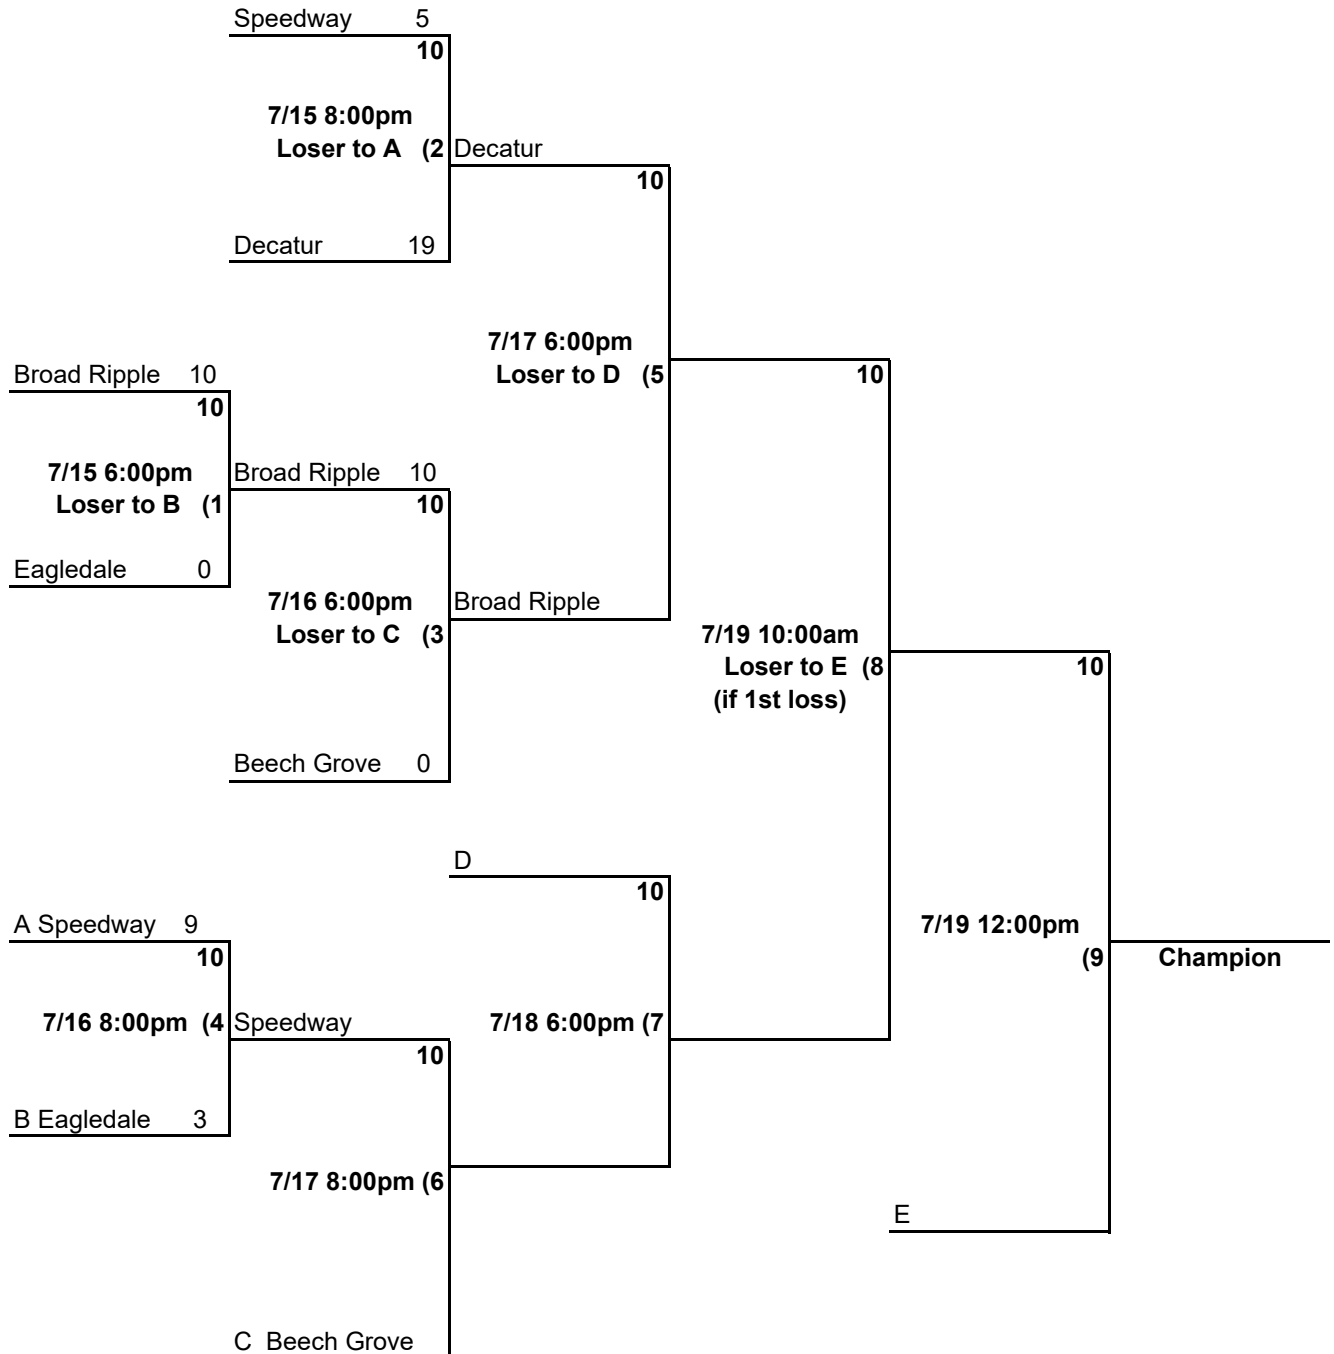 Speedway 5
10
7/15 8:00pm
Loser to A (2
Decatur
10
Decatur 19
7/17 6:00pm
Loser to D (5
10
Broad Ripple 10
10
7/15 6:00pm
Loser to B (1
Broad Ripple 10
10
Eagledale 0
7/16 6:00pm
Loser to C (3
Broad Ripple
7/19 10:00am
Loser to E (8
(if 1st loss)
10
Beech Grove 0
D
10
A Speedway 9
10
7/19 12:00pm
(9
Champion
7/16 8:00pm (4
Speedway
10
7/18 6:00pm (7
B Eagledale 3
7/17 8:00pm (6
E
C Beech Grove